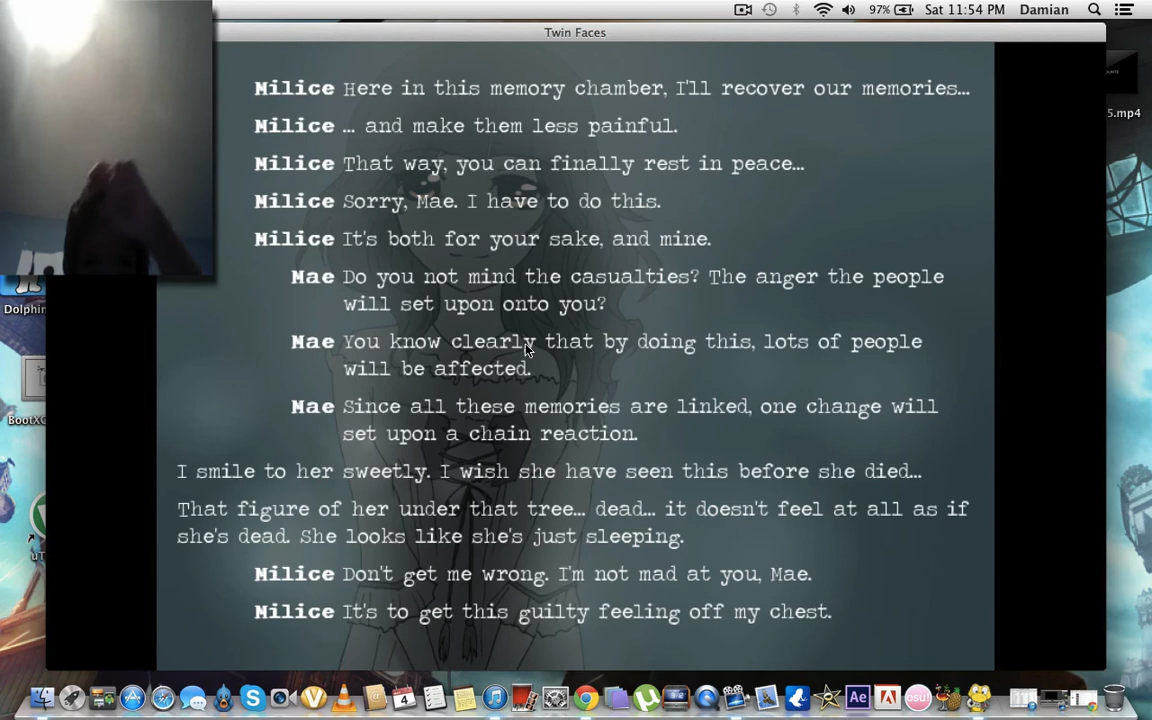 97% Sat 11:54 PM Damian
Twin Faces
Milice Here in this memory chamber, I'll recover our memories...
Milice ... and make them less painful.
Milice That way, you can finally rest in peace...
Milice Sorry, Mae. I have to do this.
Milice It's both for your sake, and mine.
Mae Do you not mind the casualties? The anger the people
will set upon onto you?
Mae You know clearly that by doing this, lots of people
will be affected.
Mae Since all these memories are linked, one change will
set upon a chain reaction.
I smile to her sweetly. I wish she have seen this before she died...
That figure of her under that tree... dead... it doesn't feel at all as if
she's dead. She looks like she's just sleeping.
Milice Don't get me wrong. I'm not mad at you, Mae.
Milice It's to get this guilty feeling off my chest.
5.mp4
Dolphin
BootXC
uT
4
Ae
osu!